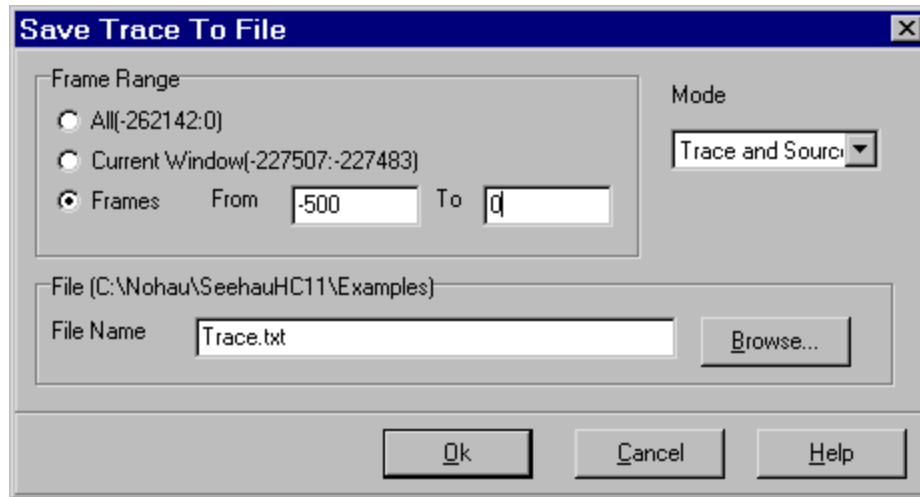 Save Trace To File
Frame Range
All(-262142:0)
Current Window(-227507:-227483)
Frames From -500 To 0
Mode
Trace and Sourc
File (C:\Nohau\SeehauHC11\Examples)
File Name Trace.txt Browse...
Ok Cancel Help